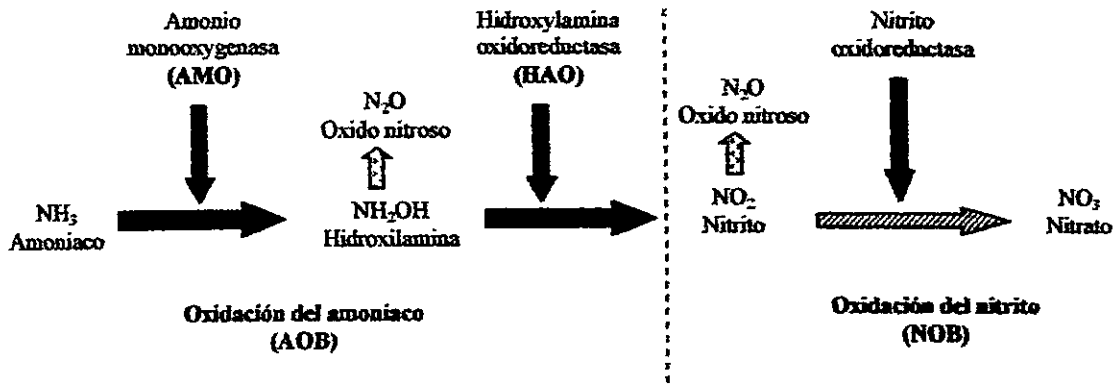 Amonio
monooxygenasa
(AMO)
Hidroxylamina
oxidoreductasa
(HAO)
Nitrito
oxidoreductasa
N₂O
Oxido nitroso
N₂O
Oxido nitroso
NH₃
Amoniaco
NH₂OH
Hidroxilamina
NO₂
Nitrito
NO₃
Nitrato
Oxidación del amoniaco
(AOB)
Oxidación del nitrito
(NOB)